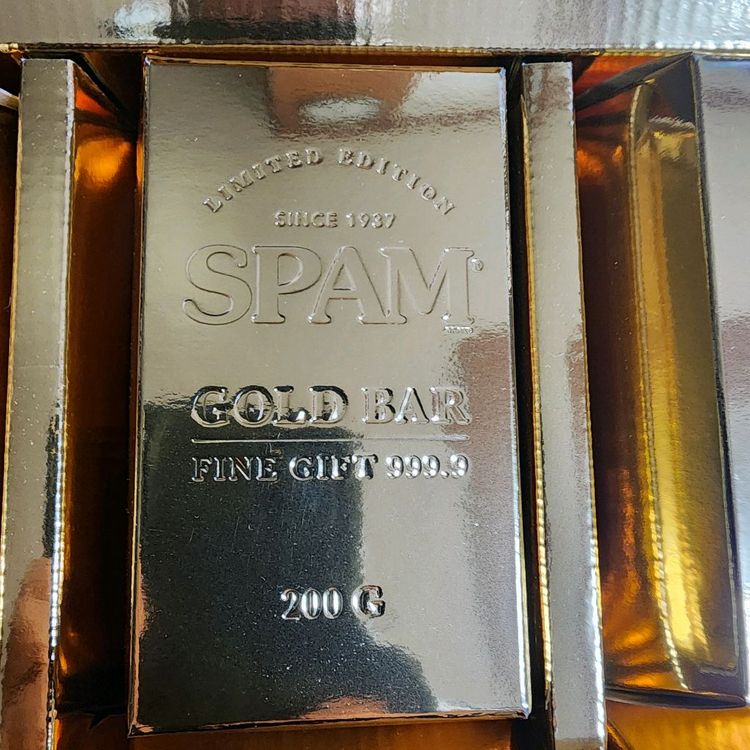 LIMITED EDITION
SINCE 1937
SPAM®
GOLD BAR
FINE GIFT 999.9
200 G